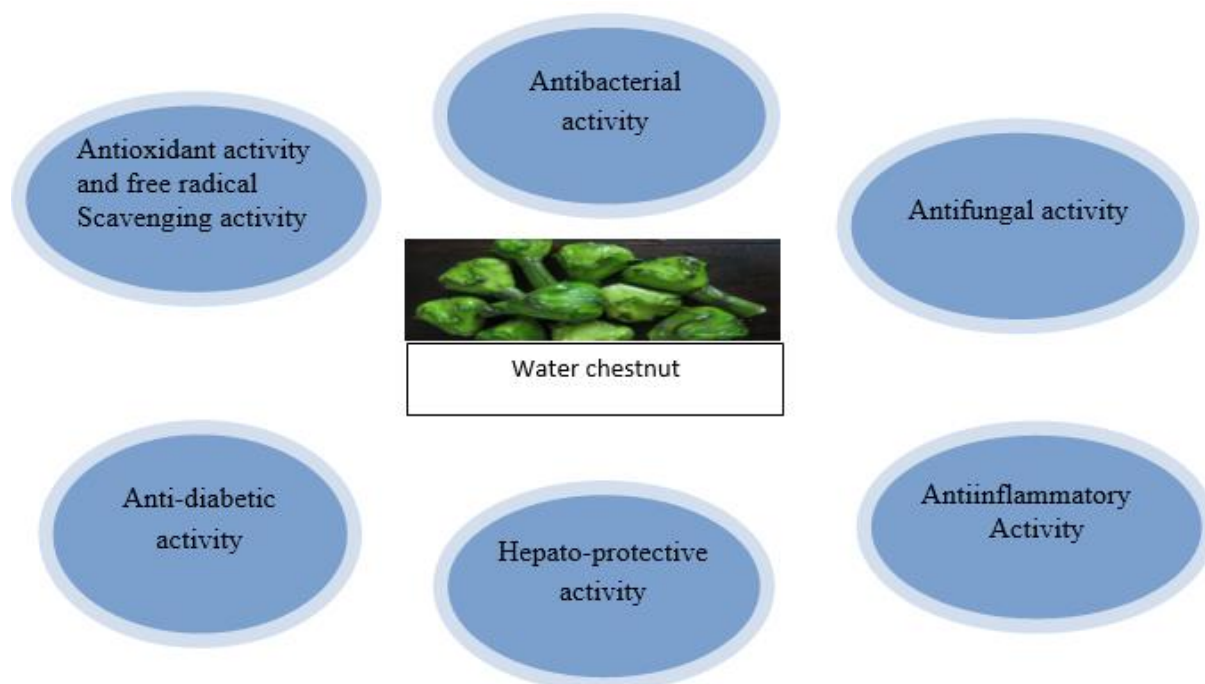 Antibacterial
activity
Antioxidant activity
and free radical
Scavenging activity
Antifungal activity
Water chestnut
Anti-diabetic
activity
Hepato-protective
activity
Antiinflammatory
Activity